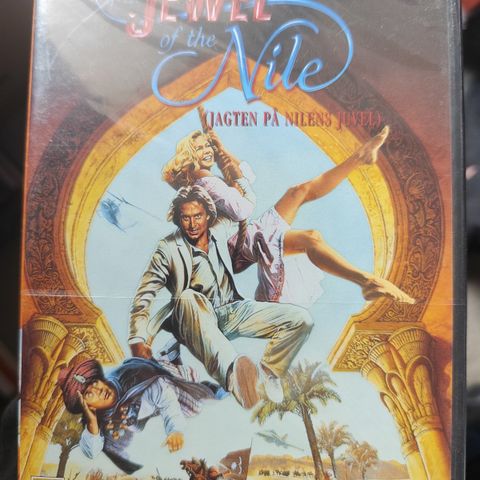 JEWEL
of the
Nile
(JAGTEN PÅ NILENS JUVEL)